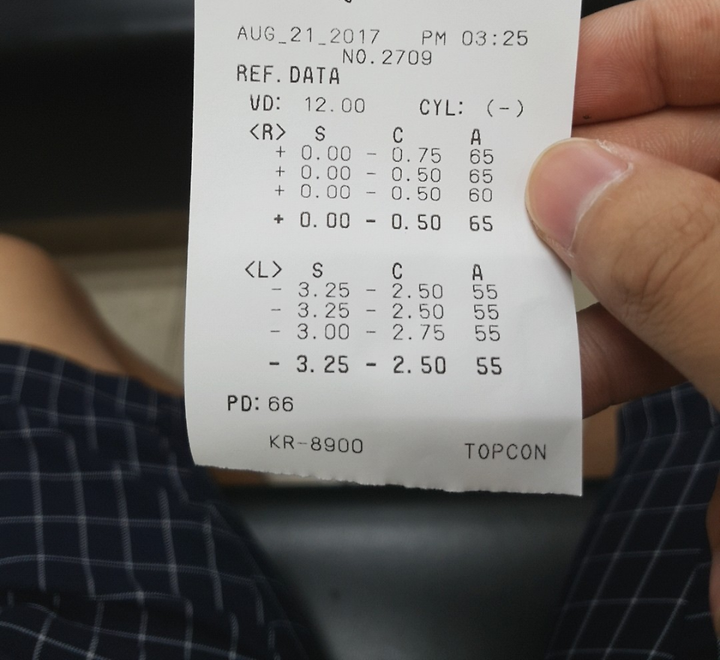 AUG_21_2017 PM 03:25
NO.2709
REF.DATA
VD: 12.00 CYL: (-)
<R> S C A
+ 0.00 - 0.75 65
+ 0.00 - 0.50 65
+ 0.00 - 0.50 60
+ 0.00 - 0.50 65
<L> S C A
- 3.25 - 2.50 55
- 3.25 - 2.50 55
- 3.00 - 2.75 55
- 3.25 - 2.50 55
PD: 66
KR-8900 TOPCON